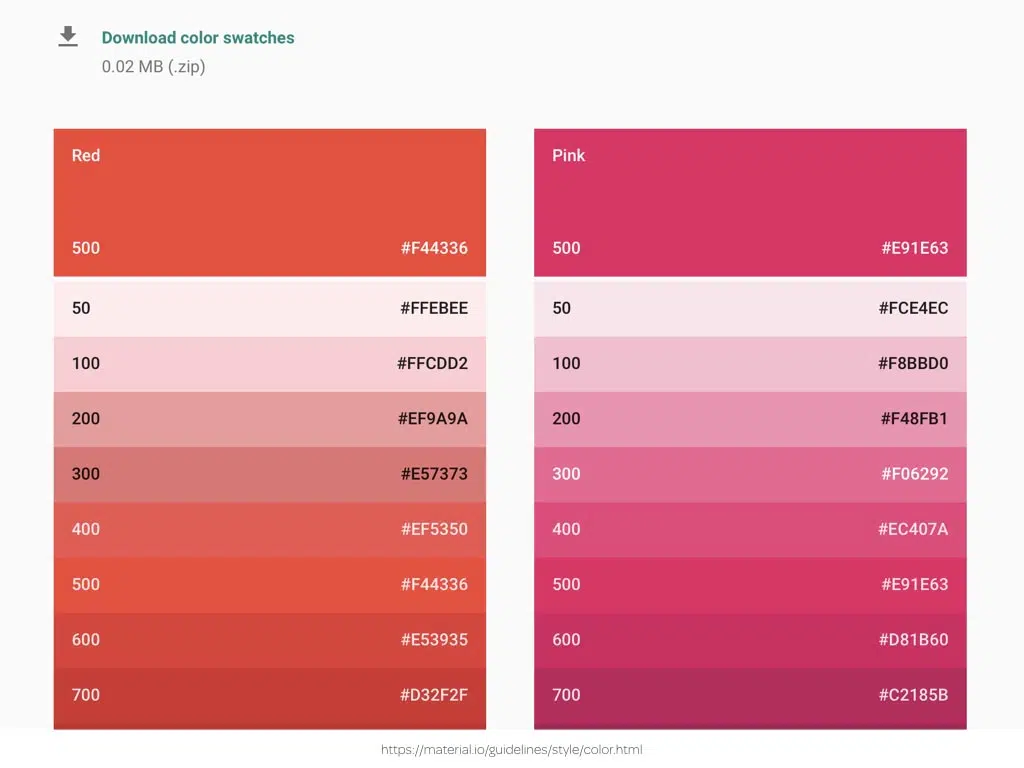 Download color swatches
0.02 MB (.zip)
Red
500 #F44336
50 #FFEBEE
100 #FFCDD2
200 #EF9A9A
300 #E57373
400 #EF5350
500 #F44336
600 #E53935
700 #D32F2F
Pink
500 #E91E63
50 #FCE4EC
100 #F8BBD0
200 #F48FB1
300 #F06292
400 #EC407A
500 #E91E63
600 #D81B60
700 #C2185B
https://material.io/guidelines/style/color.html